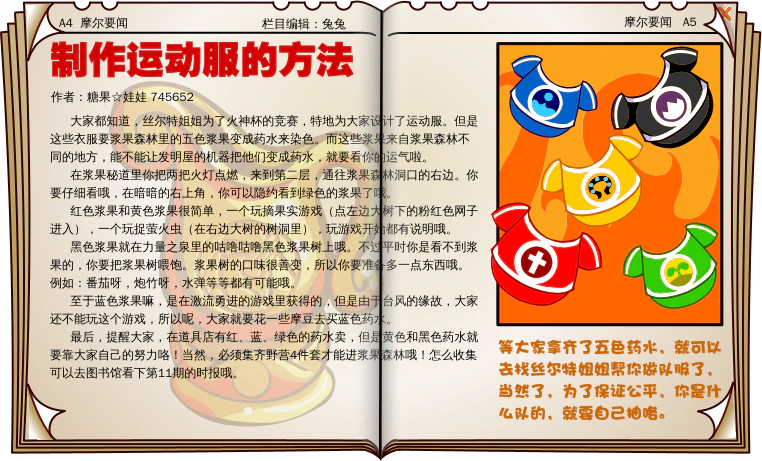 A4 摩尔要闻
栏目编辑：兔兔
摩尔要闻 A5
制作运动服的方法
作者：糖果☆娃娃 745652
大家都知道，丝尔特姐姐为了火神杯的竞赛，特地为大家设计了运动服。但是
这些衣服要浆果森林里的五色浆果变成药水来染色。而这些浆果来自浆果森林不
同的地方，能不能让发明屋的机器把他们变成药水，就要看你的运气啦。
在浆果秘道里你把两把火灯点燃，来到第二层，通往浆果森林洞口的右边。你
要仔细看哦，在暗暗的右上角，你可以隐约看到绿色的浆果了哦。
红色浆果和黄色浆果很简单，一个玩摘果实游戏（点左边大树下的粉红色网子
进入），一个玩捉萤火虫（在右边大树的树洞里），玩游戏开始都有说明哦。
黑色浆果就在力量之泉里的咕噜咕噜黑色浆果树上哦。不过平时你是看不到浆
果的，你要把浆果树喂饱。浆果树的口味很善变，所以你要准备多一点东西哦。
例如：番茄呀，炮竹呀，水弹等等都有可能哦。
至于蓝色浆果嘛，是在激流勇进的游戏里获得的，但是由于台风的缘故，大家
还不能玩这个游戏，所以呢，大家就要花一些摩豆去买蓝色药水。
最后，提醒大家，在道具店有红、蓝、绿色的药水卖，但是黄色和黑色药水就
要靠大家自己的努力咯！当然，必须集齐野营4件套才能进浆果森林哦！怎么收集
可以去图书馆看下第11期的时报哦。
等大家拿齐了五色药水，就可以
去找丝尔特姐姐帮你做队服了，
当然了，为了保证公平，你是什
么队的，就要自己抽咯。